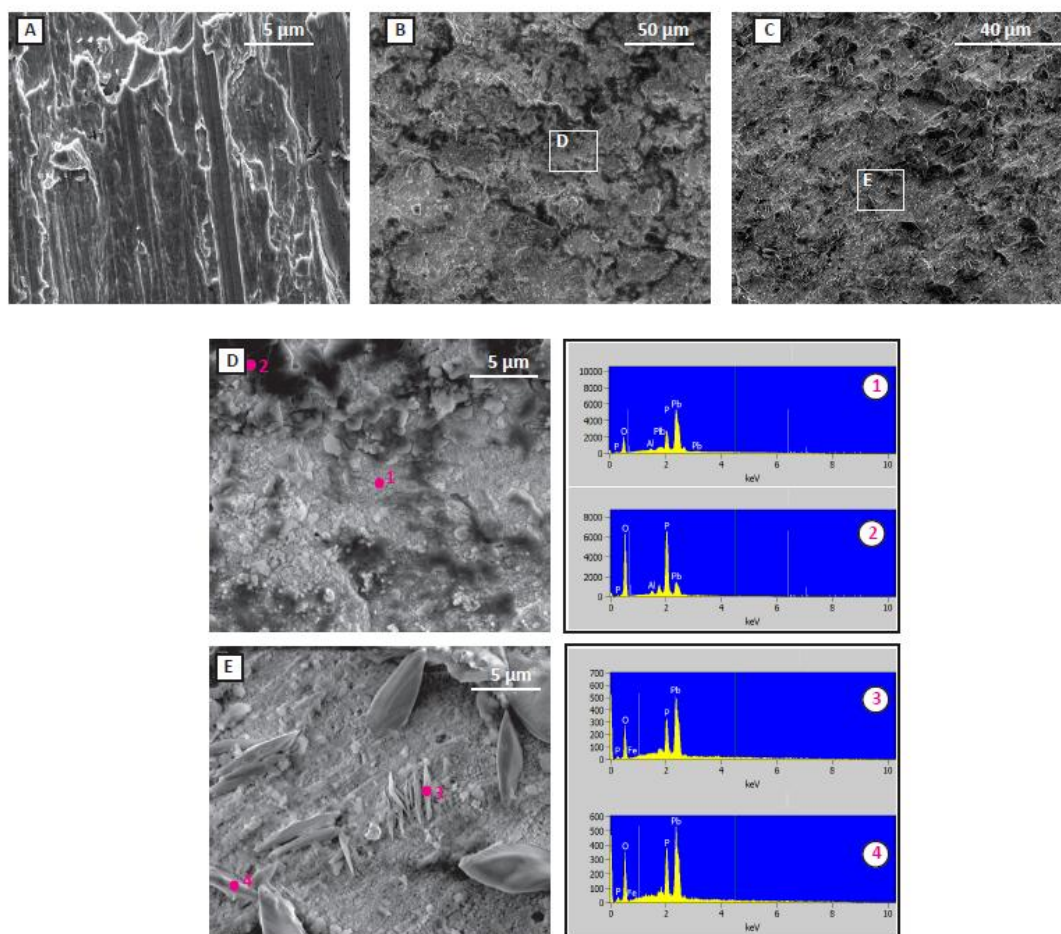 A
5 µm
B
50 µm
D
C
40 µm
E
D
5 µm
2
1
10000
8000
6000
4000
2000
0
P
O
Al
Pb
P
Pb
Pb
1
0 2 4 6 8 10
keV
8000
6000
4000
2000
0
P
O
Al
P
Pb
2
0 2 4 6 8 10
keV
E
5 µm
3
4
700
600
500
400
300
200
100
0
P
O
Fe
P
Pb
3
0 2 4 6 8 10
keV
600
500
400
300
200
100
0
P
O
Fe
P
Pb
4
0 2 4 6 8 10
keV